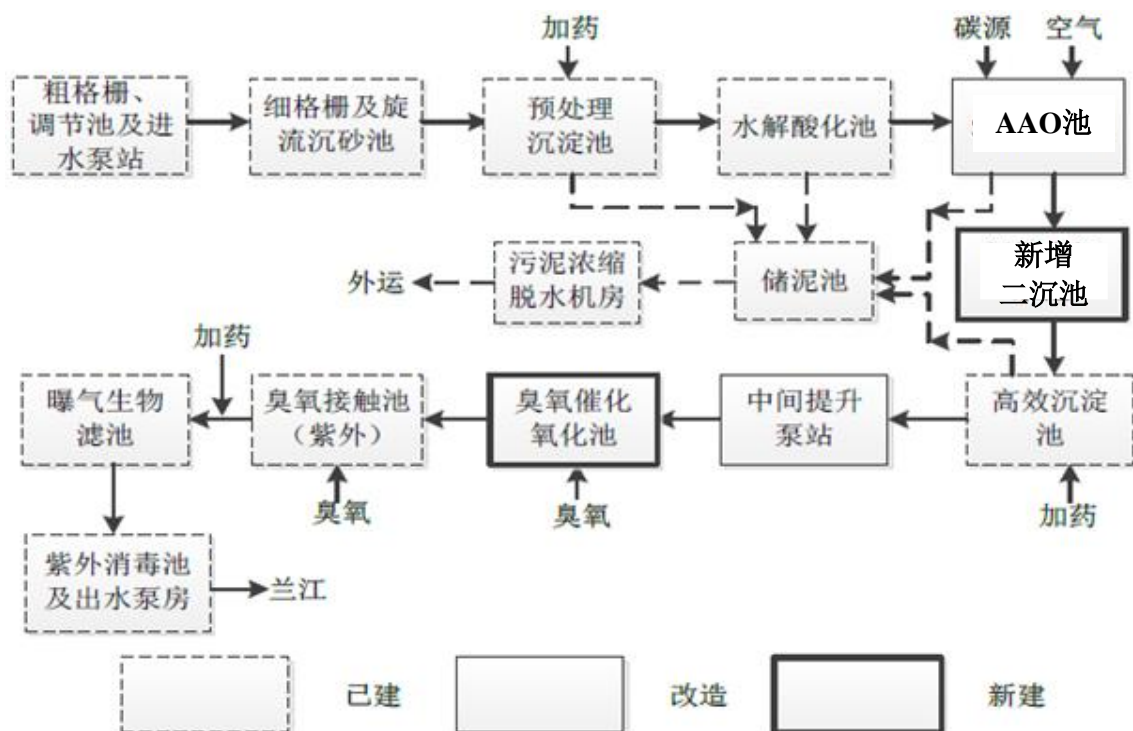 加药
碳源
空气
粗格栅、
调节池及进
水泵站
细格栅及旋
流沉砂池
预处理
沉淀池
水解酸化池
AAO池
外运
污泥浓缩
脱水机房
储泥池
新增
二沉池
加药
曝气生物
滤池
臭氧接触池
（紫外）
臭氧催化
氧化池
中间提升
泵站
高效沉淀
池
臭氧
臭氧
加药
紫外消毒池
及出水泵房
兰江
已建
改造
新建